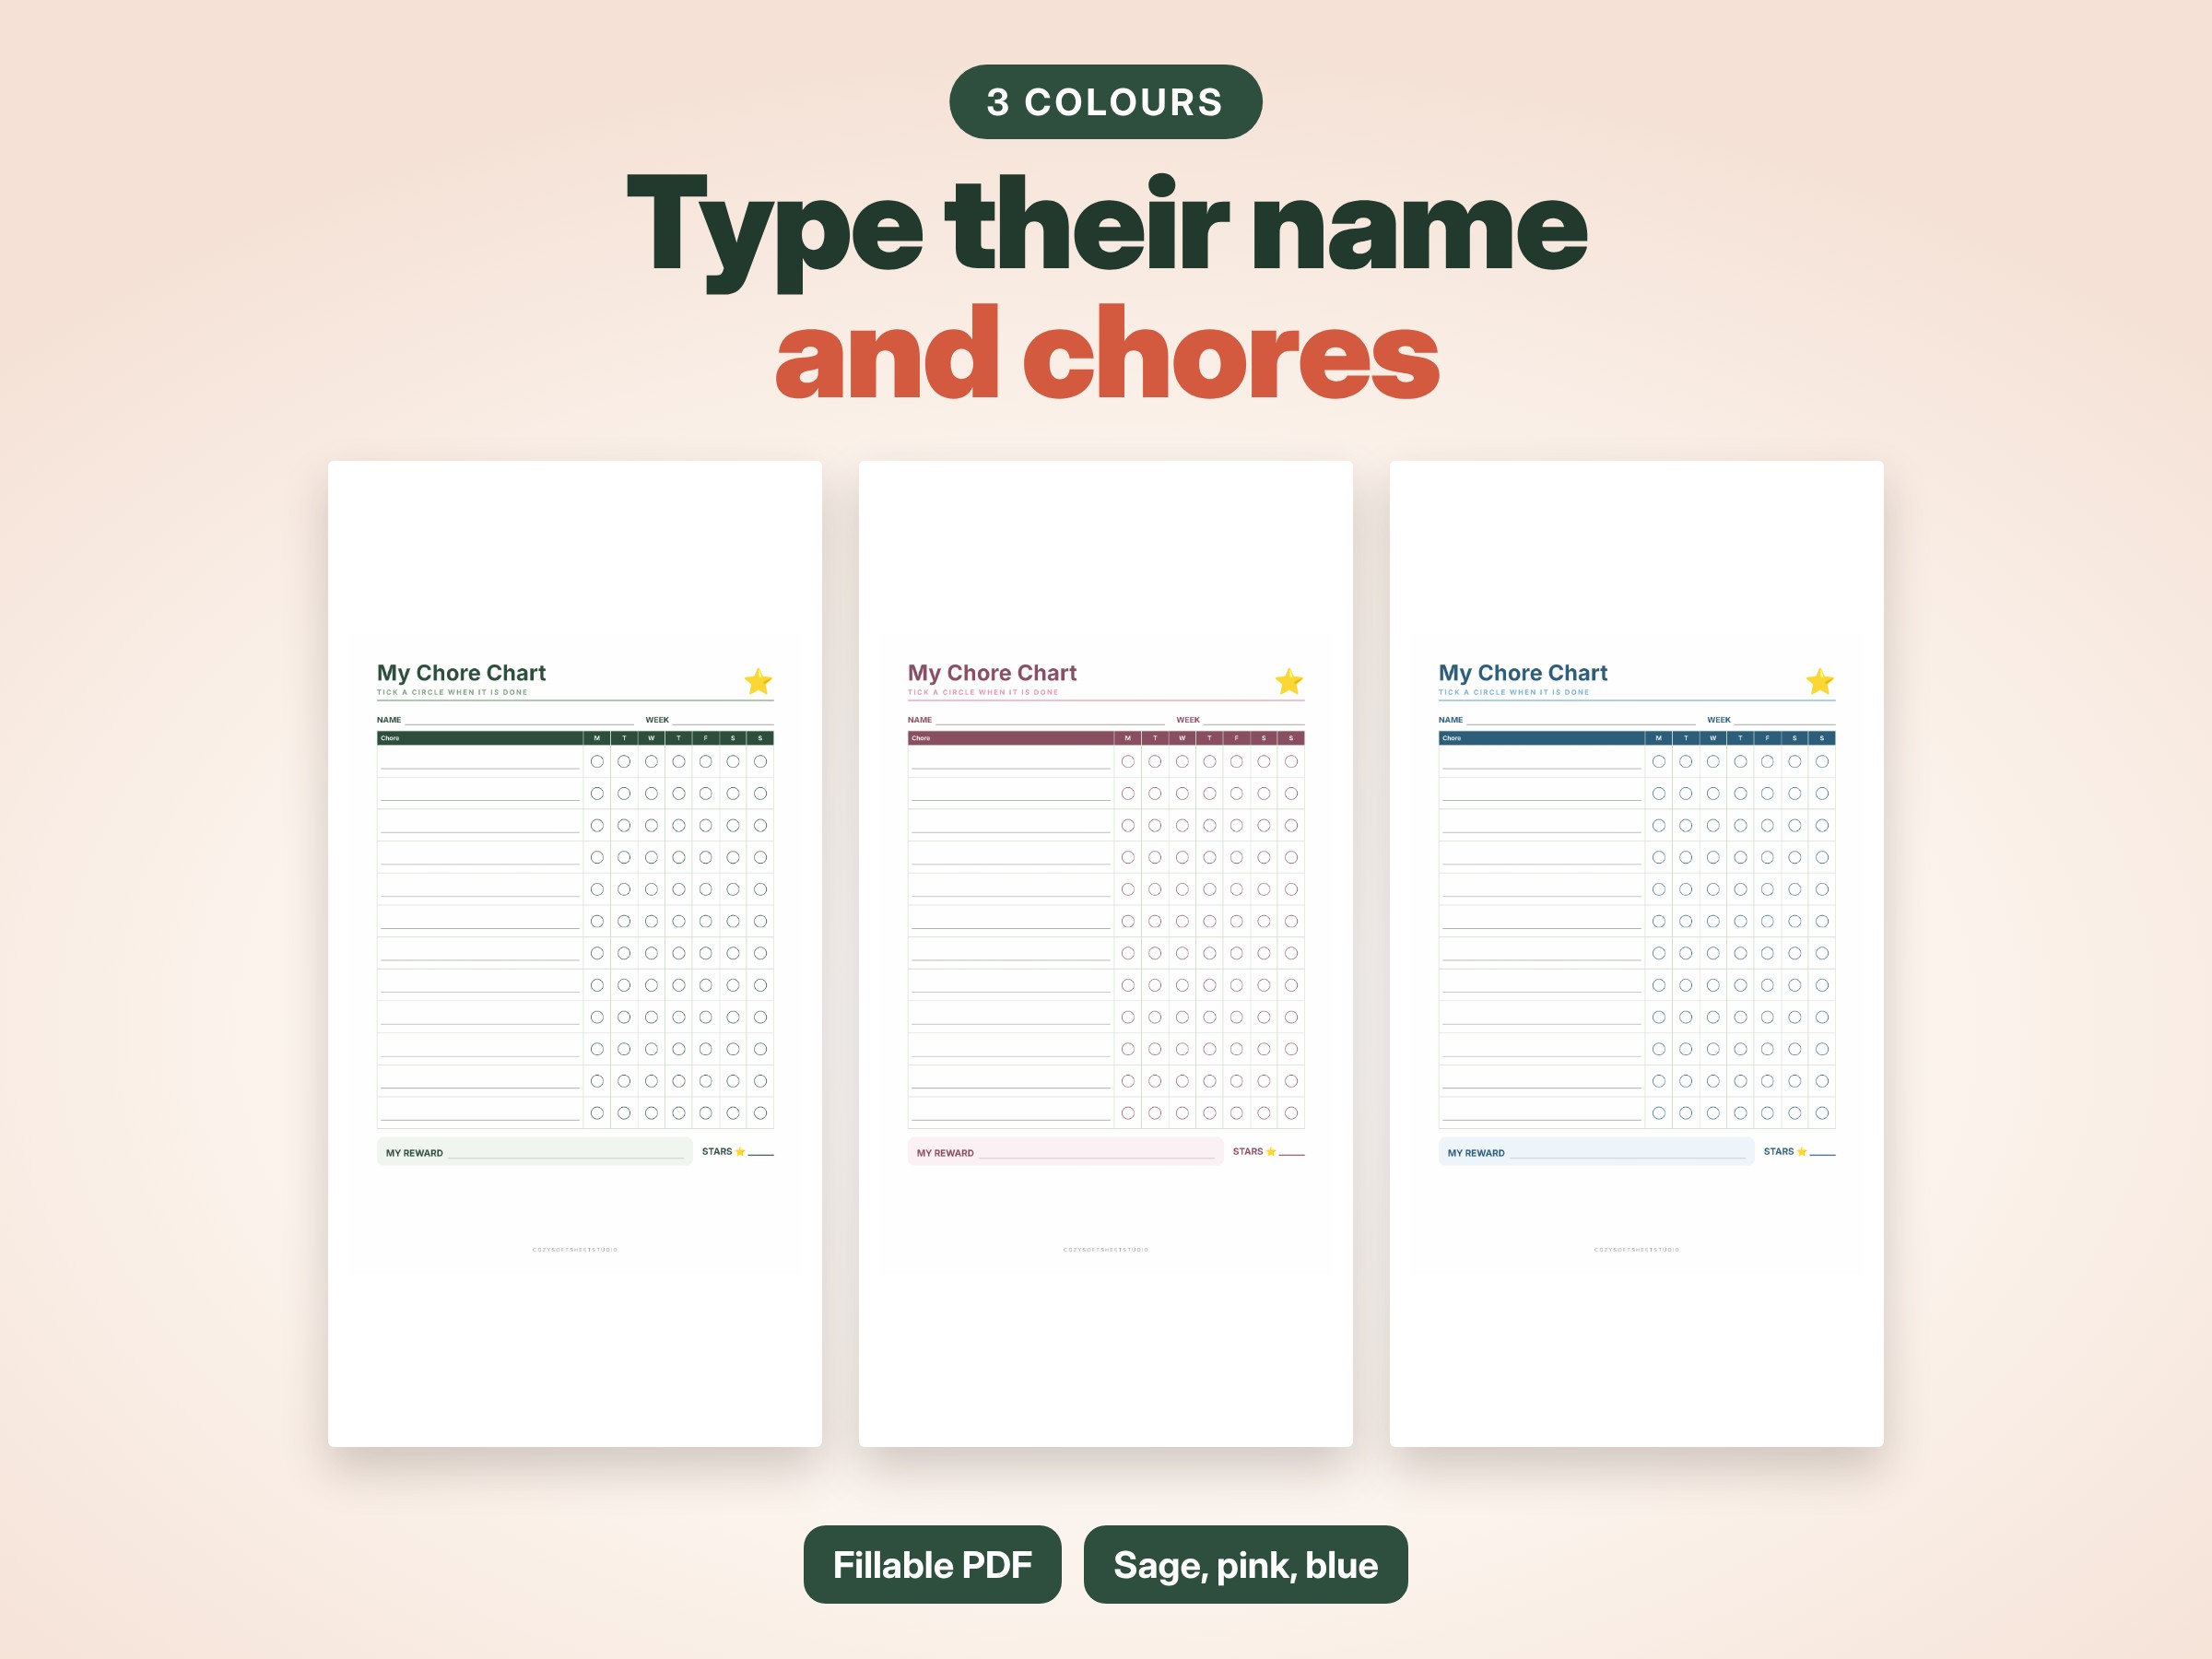 3 COLOURS
Type their name
and chores
My Chore Chart
TICK A CIRCLE WHEN IT IS DONE
NAME WEEK
Chore M T W T F S S
MY REWARD STARS
COZYSOFTSHEETSTUDIO
My Chore Chart
TICK A CIRCLE WHEN IT IS DONE
NAME WEEK
Chore M T W T F S S
MY REWARD STARS
COZYSOFTSHEETSTUDIO
My Chore Chart
TICK A CIRCLE WHEN IT IS DONE
NAME WEEK
Chore M T W T F S S
MY REWARD STARS
COZYSOFTSHEETSTUDIO
Fillable PDF
Sage, pink, blue